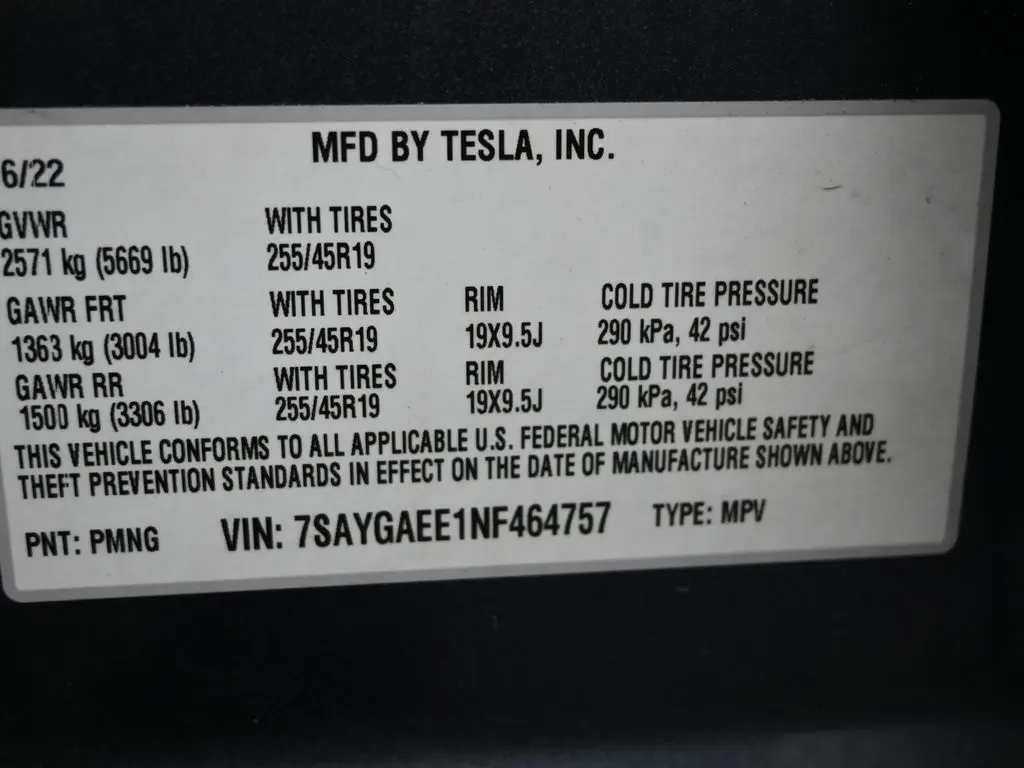 MFD BY TESLA, INC.
6/22
GVWR WITH TIRES
2571 kg (5669 lb) 255/45R19
GAWR FRT WITH TIRES RIM COLD TIRE PRESSURE
1363 kg (3004 lb) 255/45R19 19X9.5J 290 kPa, 42 psi
GAWR RR WITH TIRES RIM COLD TIRE PRESSURE
1500 kg (3306 lb) 255/45R19 19X9.5J 290 kPa, 42 psi
THIS VEHICLE CONFORMS TO ALL APPLICABLE U.S. FEDERAL MOTOR VEHICLE SAFETY AND
THEFT PREVENTION STANDARDS IN EFFECT ON THE DATE OF MANUFACTURE SHOWN ABOVE.
PNT: PMNG VIN: 7SAYGAEE1NF464757 TYPE: MPV